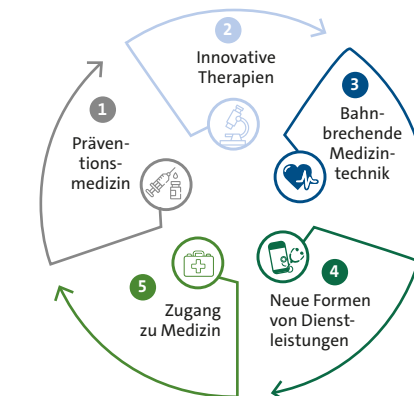 1
Präven-
tions-
medizin
2
Innovative
Therapien
3
Bahn-
brechende
Medizin-
technik
4
Neue Formen
von Dienst-
leistungen
5
Zugang
zu Medizin